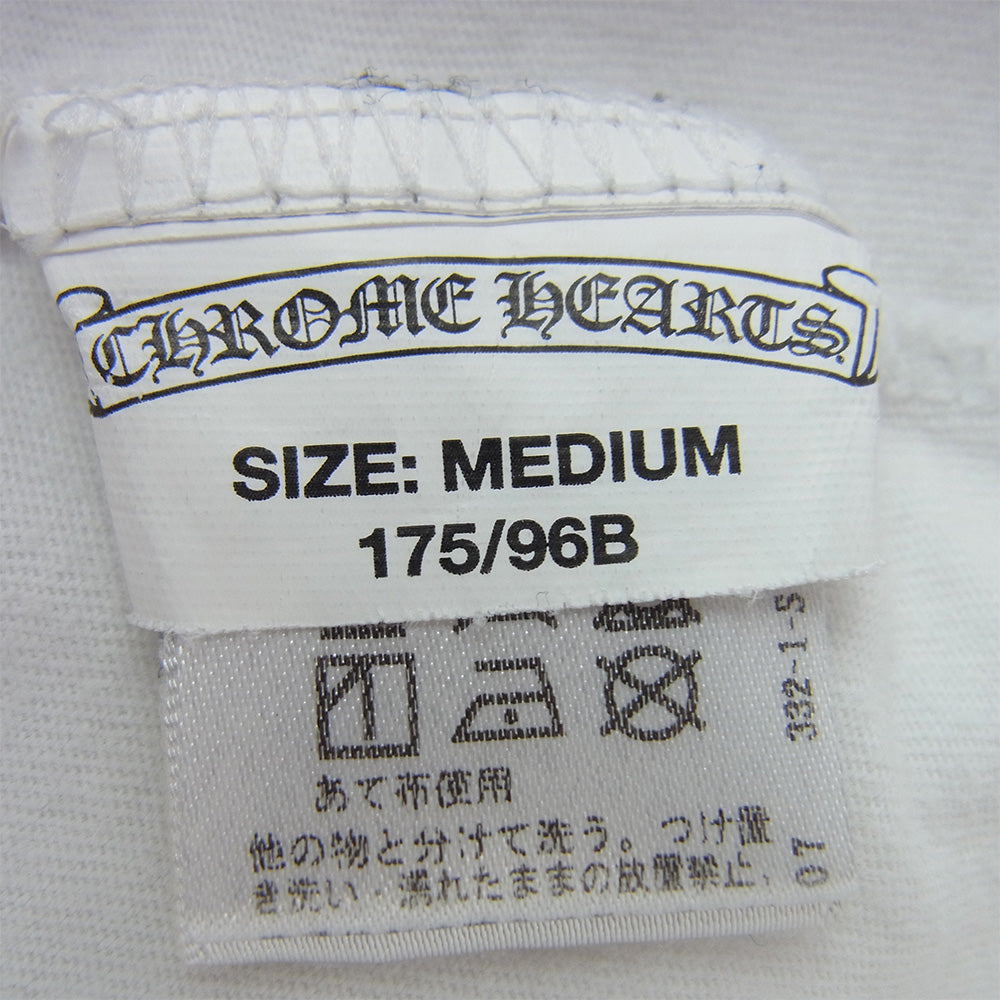 CHROME HEARTS
SIZE: MEDIUM
175/96B
あて布使用
他の物と分けて洗う。つけ置
き洗い・濡れたままの放置禁止、
332-1-5
07